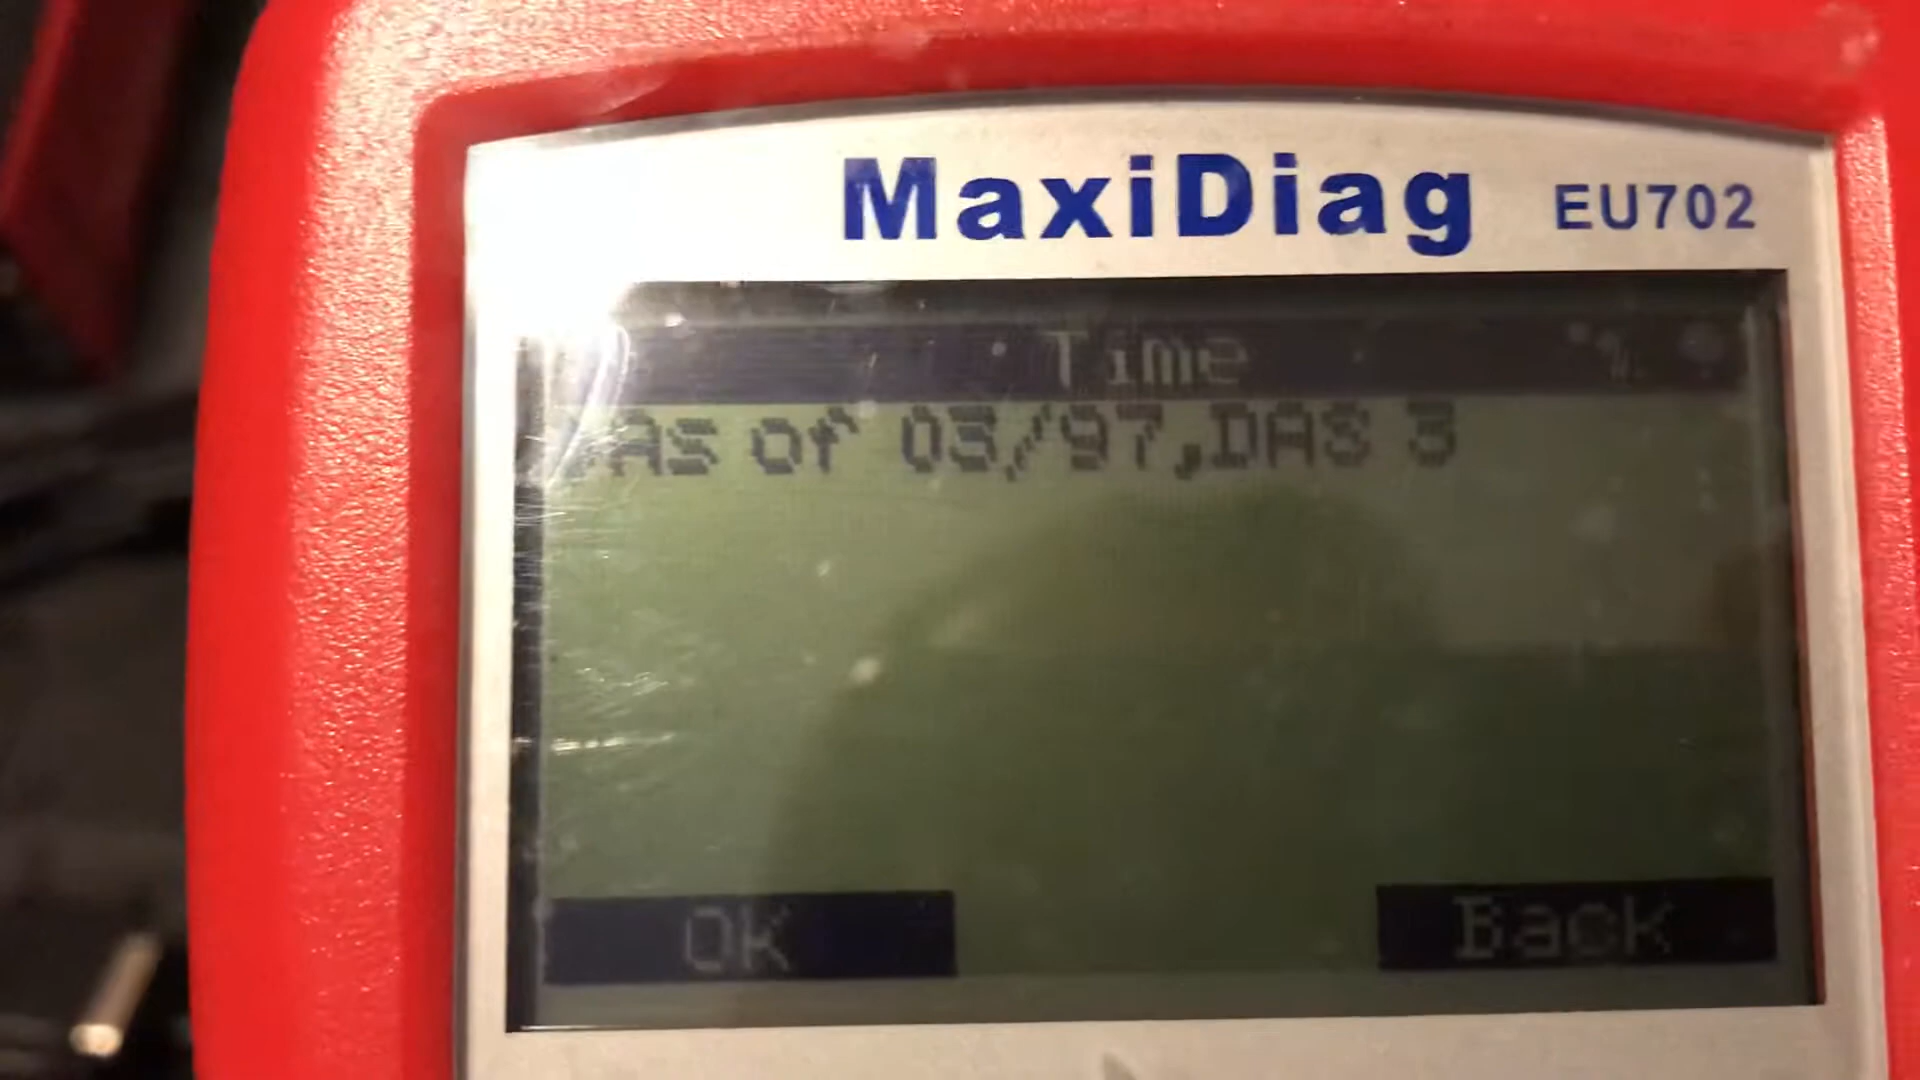 MaxiDiag EU702
Time
As of 03/97,DAS 3
OK
Back